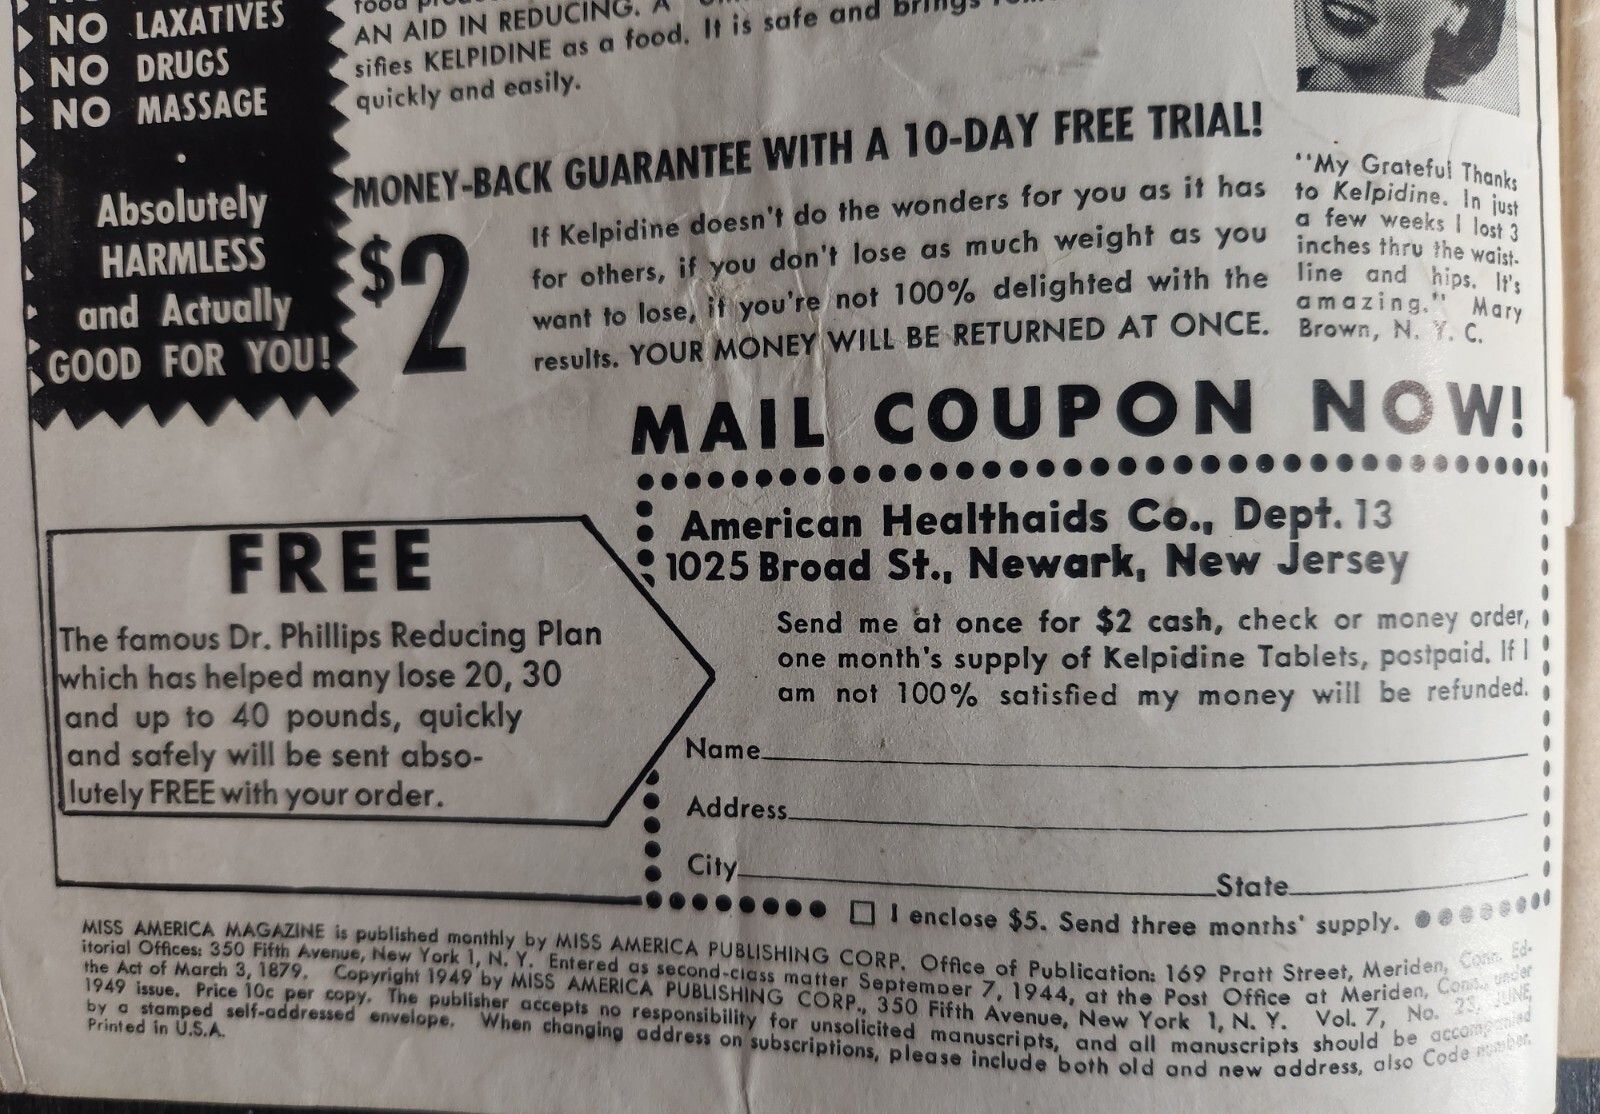 NO LAXATIVES
NO DRUGS
NO MASSAGE
Absolutely
HARMLESS
and Actually
GOOD FOR YOU!
food
AN AID IN REDUCING. A
sifies KELPIDINE as a food. It is safe and brings
quickly and easily.
MONEY-BACK GUARANTEE WITH A 10-DAY FREE TRIAL!
$2
If Kelpidine doesn't do the wonders for you as it has
for others, if you don't lose as much weight as you
want to lose, if you're not 100% delighted with the
results. YOUR MONEY WILL BE RETURNED AT ONCE.
"My Grateful Thanks
to Kelpidine. In just
a few weeks I lost 3
inches thru the waist-
line and hips. It's
amazing." Mary
Brown, N. Y. C.
MAIL COUPON NOW!
FREE
The famous Dr. Phillips Reducing Plan
which has helped many lose 20, 30
and up to 40 pounds, quickly
and safely will be sent abso-
lutely FREE with your order.
American Healthaids Co., Dept. 13
1025 Broad St., Newark, New Jersey
Send me at once for $2 cash, check or money order,
one month's supply of Kelpidine Tablets, postpaid. If I
am not 100% satisfied my money will be refunded.
Name
Address
City State
I enclose $5. Send three months' supply.
MISS AMERICA MAGAZINE is published monthly by MISS AMERICA PUBLISHING CORP. Office of Publication: 169 Pratt Street, Meriden, Conn. Ed-
itorial Offices: 350 Fifth Avenue, New York 1, N. Y. Entered as second-class matter September 7, 1944, at the Post Office at Meriden, Conn., under
the Act of March 3, 1879. Copyright 1949 by MISS AMERICA PUBLISHING CORP., 350 Fifth Avenue, New York 1, N. Y. Vol. 7, No. 23, JUNE,
1949 issue. Price 10c per copy. The publisher accepts no responsibility for unsolicited manuscripts, and all manuscripts should be accompanied
by a stamped self-addressed envelope. When changing address on subscriptions, please include both old and new address, also Code number.
Printed in U.S.A.